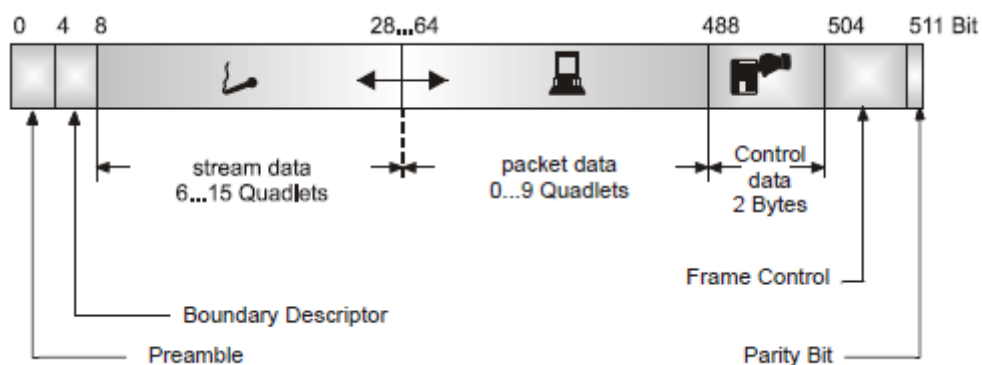 0 4 8 28...64 488 504 511 Bit
stream data
6...15 Quadlets
packet data
0...9 Quadlets
Control
data
2 Bytes
Frame Control
Boundary Descriptor
Preamble
Parity Bit